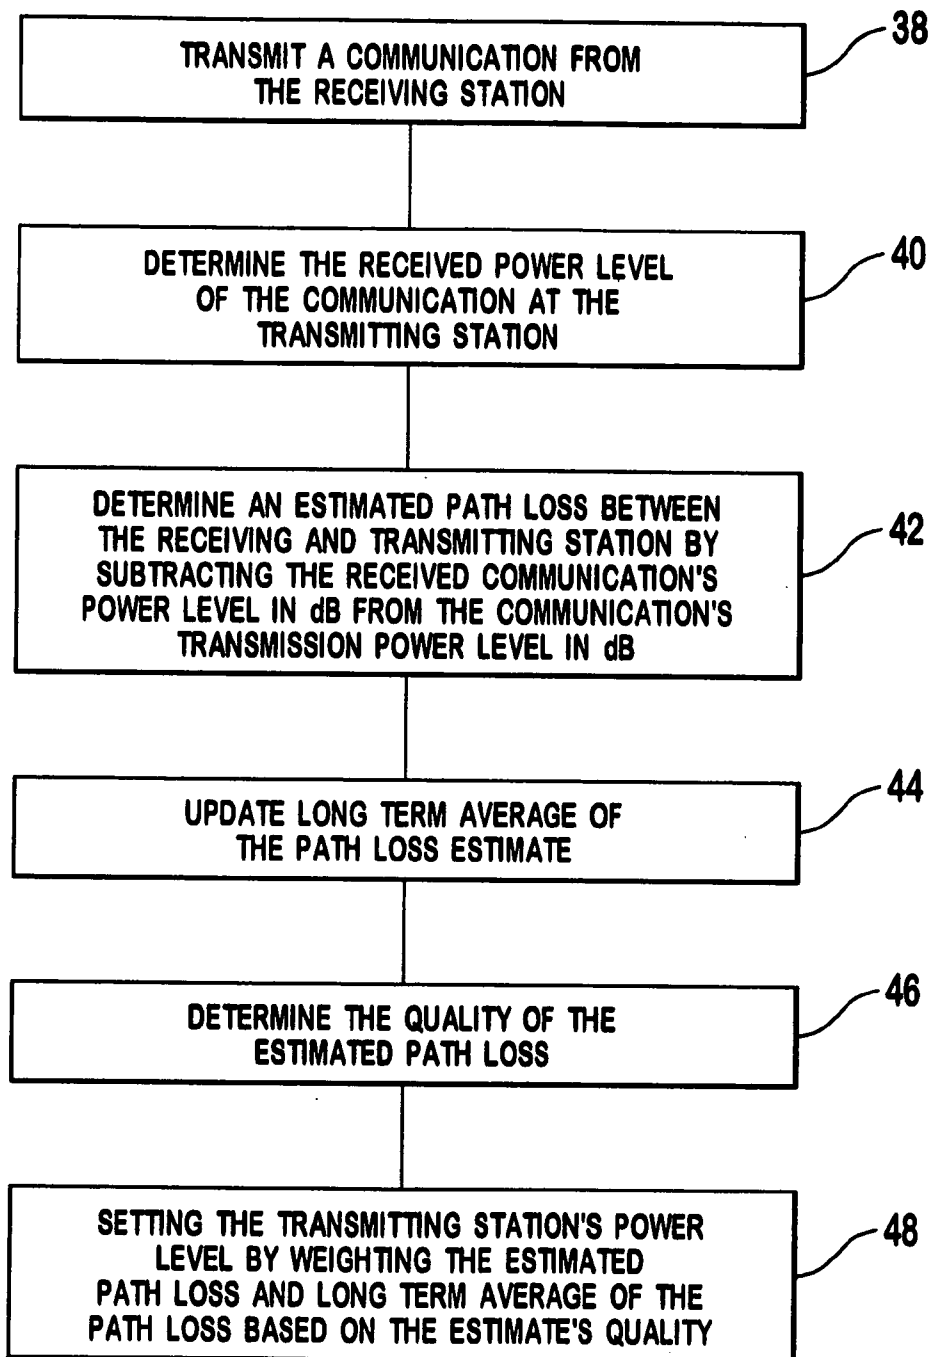 TRANSMIT A COMMUNICATION FROM
THE RECEIVING STATION
38
DETERMINE THE RECEIVED POWER LEVEL
OF THE COMMUNICATION AT THE
TRANSMITTING STATION
40
DETERMINE AN ESTIMATED PATH LOSS BETWEEN
THE RECEIVING AND TRANSMITTING STATION BY
SUBTRACTING THE RECEIVED COMMUNICATION'S
POWER LEVEL IN dB FROM THE COMMUNICATION'S
TRANSMISSION POWER LEVEL IN dB
42
UPDATE LONG TERM AVERAGE OF
THE PATH LOSS ESTIMATE
44
DETERMINE THE QUALITY OF THE
ESTIMATED PATH LOSS
46
SETTING THE TRANSMITTING STATION'S POWER
LEVEL BY WEIGHTING THE ESTIMATED
PATH LOSS AND LONG TERM AVERAGE OF THE
PATH LOSS BASED ON THE ESTIMATE'S QUALITY
48